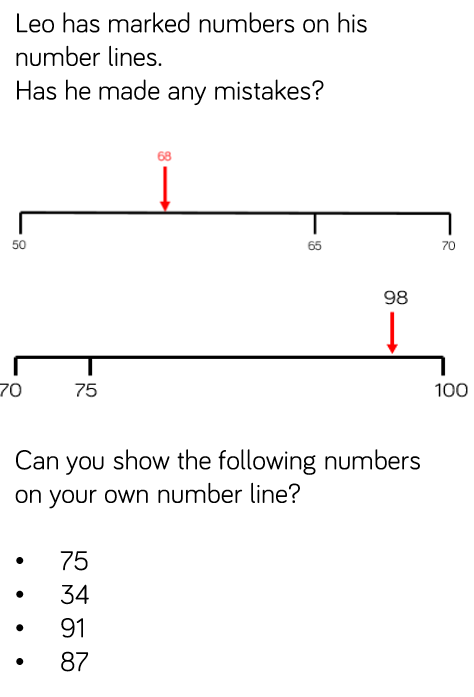 Leo has marked numbers on his
number lines.
Has he made any mistakes?
68
50 65 70
98
70 75 100
Can you show the following numbers
on your own number line?
• 75
• 34
• 91
• 87